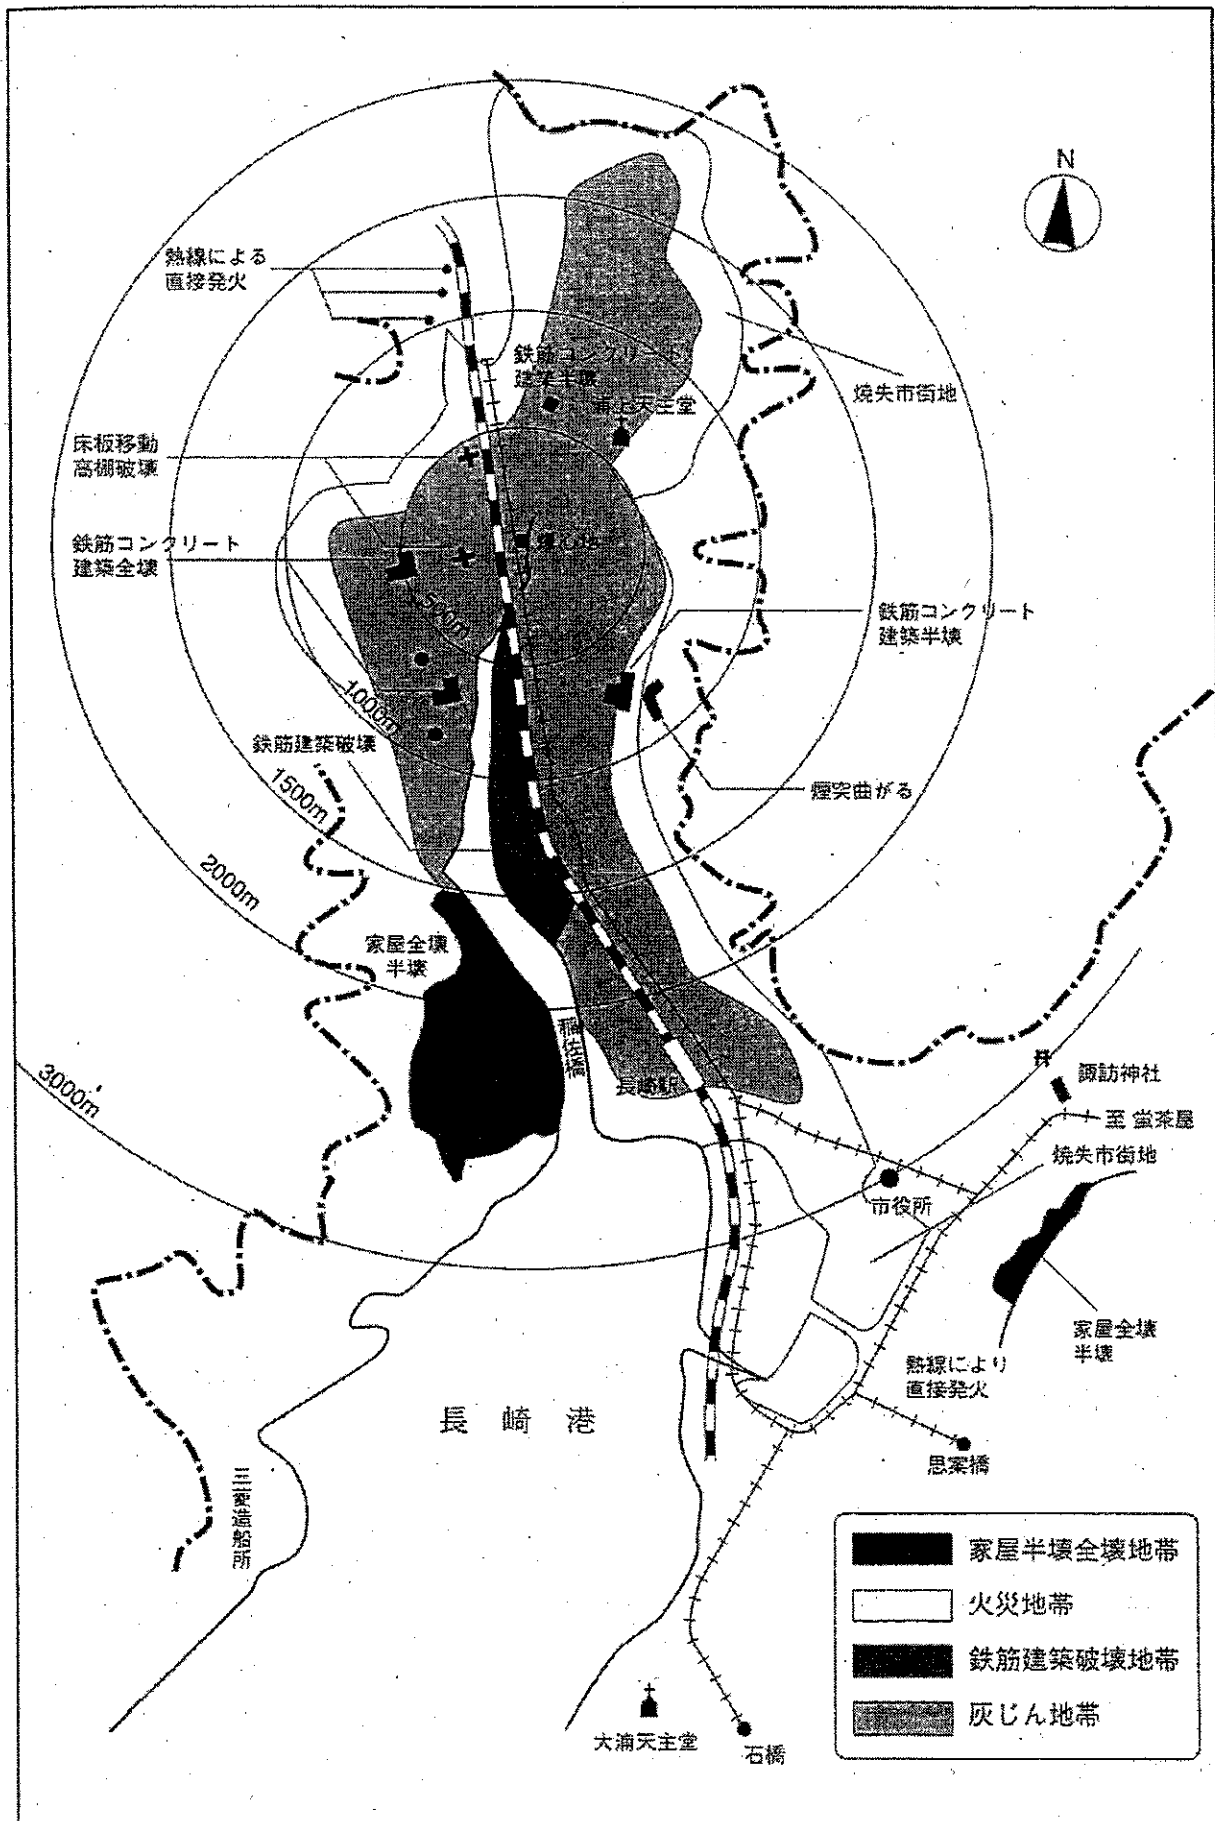 N
熱線による
直接発火
鉄筋コンクリート
建築半壊
浦上天主堂
焼失市街地
床板移動
高棚破壊
鉄筋コンクリート
建築全壊
爆心地
500m
鉄筋コンクリート
建築半壊
1000m
鉄筋建築破壊
煙突曲がる
1500m
2000m
家屋全壊
半壊
稲佐橋
3000m
長崎駅
諏訪神社
至 蛍茶屋
焼失市街地
市役所
家屋全壊
半壊
熱線により
直接発火
長崎港
思案橋
三菱造船所
大浦天主堂
石橋
家屋半壊全壊地帯
火災地帯
鉄筋建築破壊地帯
灰じん地帯